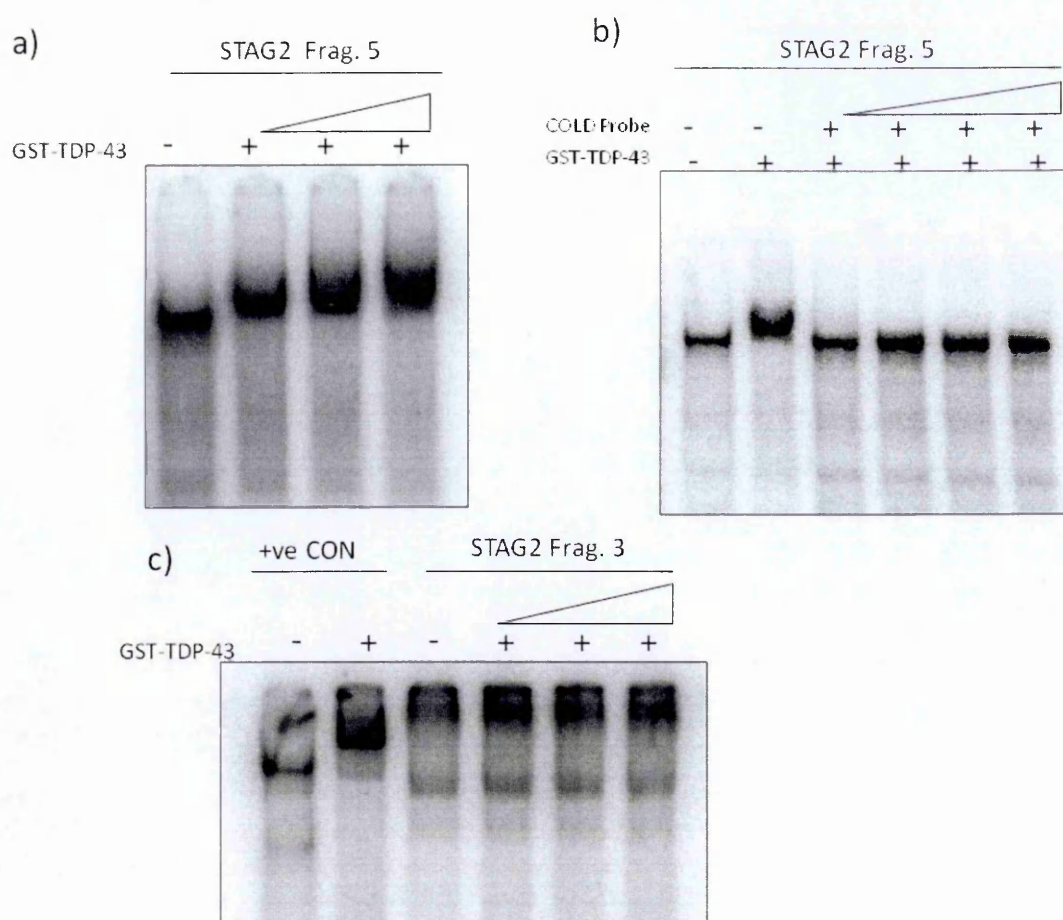 a)
STAG2 Frag. 5
GST-TDP-43 - + + +
b)
STAG2 Frag. 5
COLD Probe - - + + + +
GST-TDP-43 - + + + + +
c)
+ve CON STAG2 Frag. 3
GST-TDP-43 - + - + + +